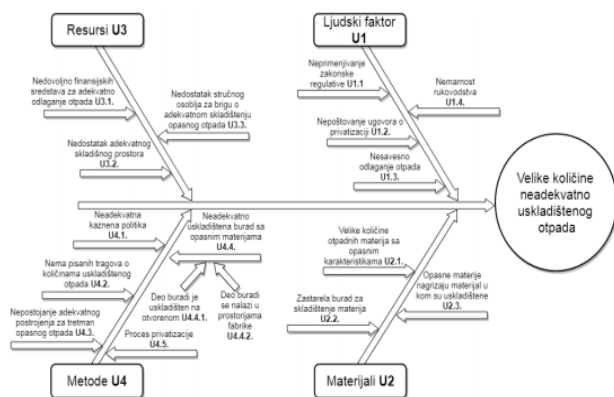 Resursi U3
Nedovoljno finansijskih
sredstava za adekvatno
odlaganje otpada U3.1.
Nedostatak stručnog
osoblja za brigu o
adekvatnom skladištenju
opasnog otpada U3.3.
Nedostatak adekvatnog
skladišnog prostora
U3.2.
Ljudski faktor
U1
Neprimenjivanje
zakonske
regulative U1.1
Nemarnost
rukovodstva
U1.4.
Nepoštovanje ugovora o
privatizaciji U1.2.
Nesavesno
odlaganje otpada
U1.3.
Velike količine
neadekvatno
uskladištenog
otpada
Neadekvatna
kaznena politika
U4.1.
Neadekvatno
uskladištena burad sa
opasnim materijama
U4.4.
Nema pisanih tragova o
količinama uskladištenog
otpada U4.2.
Nepostojanje adekvatnog
postrojenja za tretman
opasnog otpada U4.3.
Deo buradi je
uskladišten na
otvorenom U4.4.1.
Deo buradi
se nalazi u
prostorijama
fabrike
U4.4.2.
Proces privatizacije
U4.5.
Metode U4
Velike količine
otpadnih materija sa
opasnim
karakteristikama U2.1.
Opasne materije
nagrizaju materijal u
kom su uskladištene
U2.3.
Zastarela burad za
skladištenje materija
U2.2.
Materijali U2